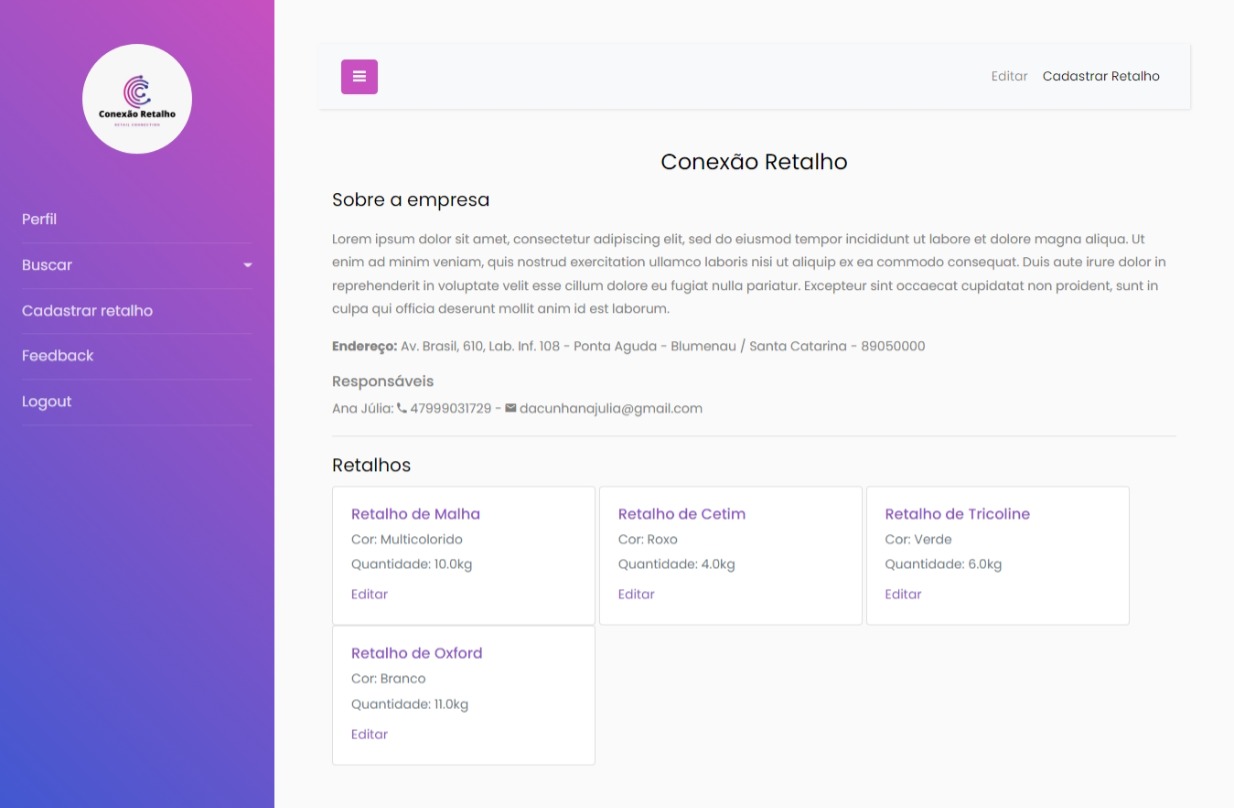 Conexão Retalho
RETAIL CONNECTION
Perfil
Buscar
Cadastrar retalho
Feedback
Logout
Editar Cadastrar Retalho
Conexão Retalho
Sobre a empresa
Lorem ipsum dolor sit amet, consectetur adipiscing elit, sed do eiusmod tempor incididunt ut labore et dolore magna aliqua. Ut
enim ad minim veniam, quis nostrud exercitation ullamco laboris nisi ut aliquip ex ea commodo consequat. Duis aute irure dolor in
reprehenderit in voluptate velit esse cillum dolore eu fugiat nulla pariatur. Excepteur sint occaecat cupidatat non proident, sunt in
culpa qui officia deserunt mollit anim id est laborum.
Endereço: Av. Brasil, 610, Lab. Inf. 108 - Ponta Aguda - Blumenau / Santa Catarina - 89050000
Responsáveis
Ana Júlia: 47999031729 - dacunhanajulia@gmail.com
Retalhos
Retalho de Malha
Cor: Multicolorido
Quantidade: 10.0kg
Editar
Retalho de Cetim
Cor: Roxo
Quantidade: 4.0kg
Editar
Retalho de Tricoline
Cor: Verde
Quantidade: 6.0kg
Editar
Retalho de Oxford
Cor: Branco
Quantidade: 11.0kg
Editar